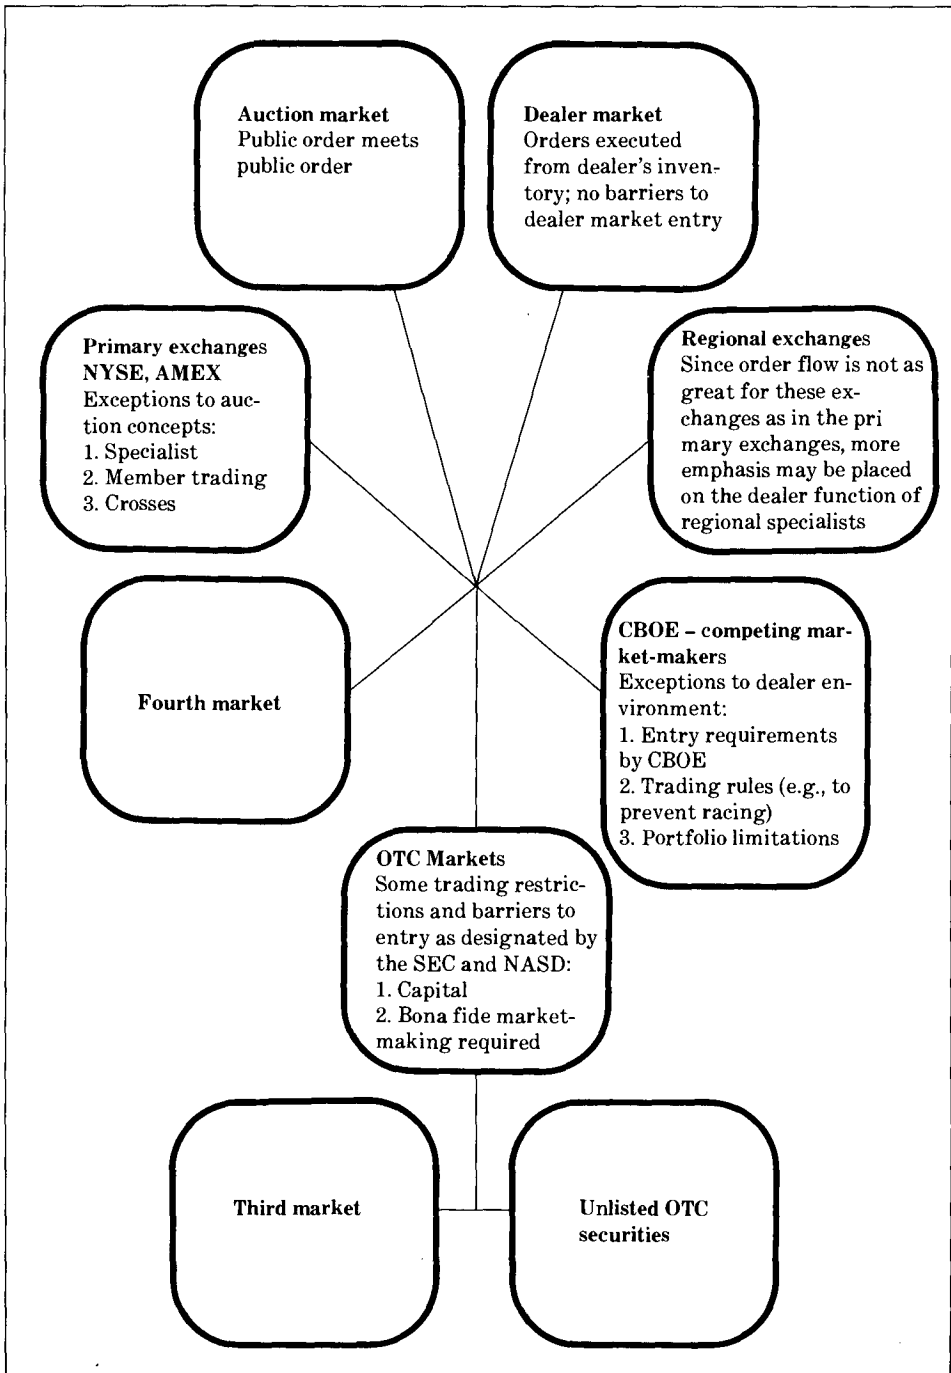 Auction market
Public order meets
public order
Dealer market
Orders executed
from dealer's inven-
tory; no barriers to
dealer market entry
Primary exchanges
NYSE, AMEX
Exceptions to auc-
tion concepts:
1. Specialist
2. Member trading
3. Crosses
Regional exchanges
Since order flow is not as
great for these ex-
changes as in the pri
mary exchanges, more
emphasis may be placed
on the dealer function of
regional specialists
Fourth market
CBOE – competing mar-
ket-makers
Exceptions to dealer en-
vironment:
1. Entry requirements
by CBOE
2. Trading rules (e.g., to
prevent racing)
3. Portfolio limitations
OTC Markets
Some trading restric-
tions and barriers to
entry as designated by
the SEC and NASD:
1. Capital
2. Bona fide market-
making required
Third market
Unlisted OTC
securities